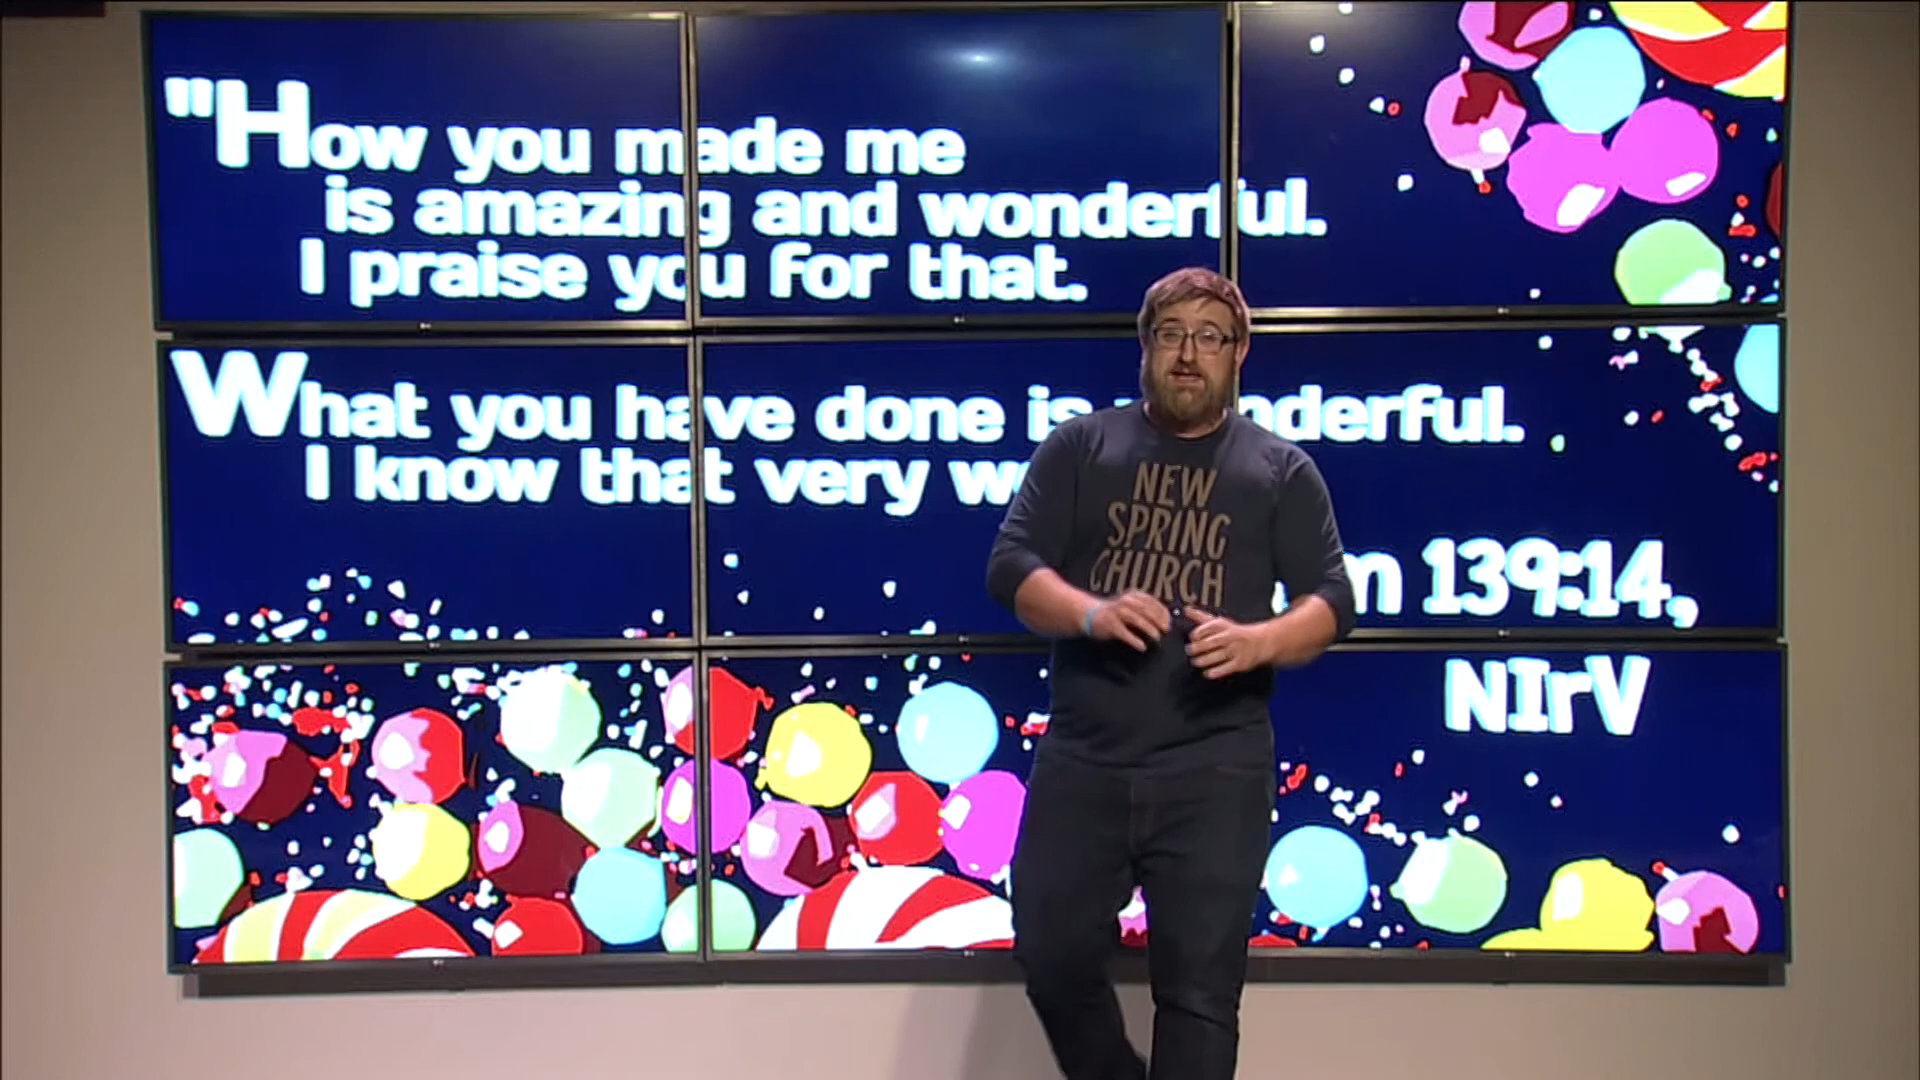 "How you made me
is amazing and wonderful.
I praise you for that.
What you have done is wonderful.
I know that very
139:14,
NIrV
NEW
SPRING
CHURCH